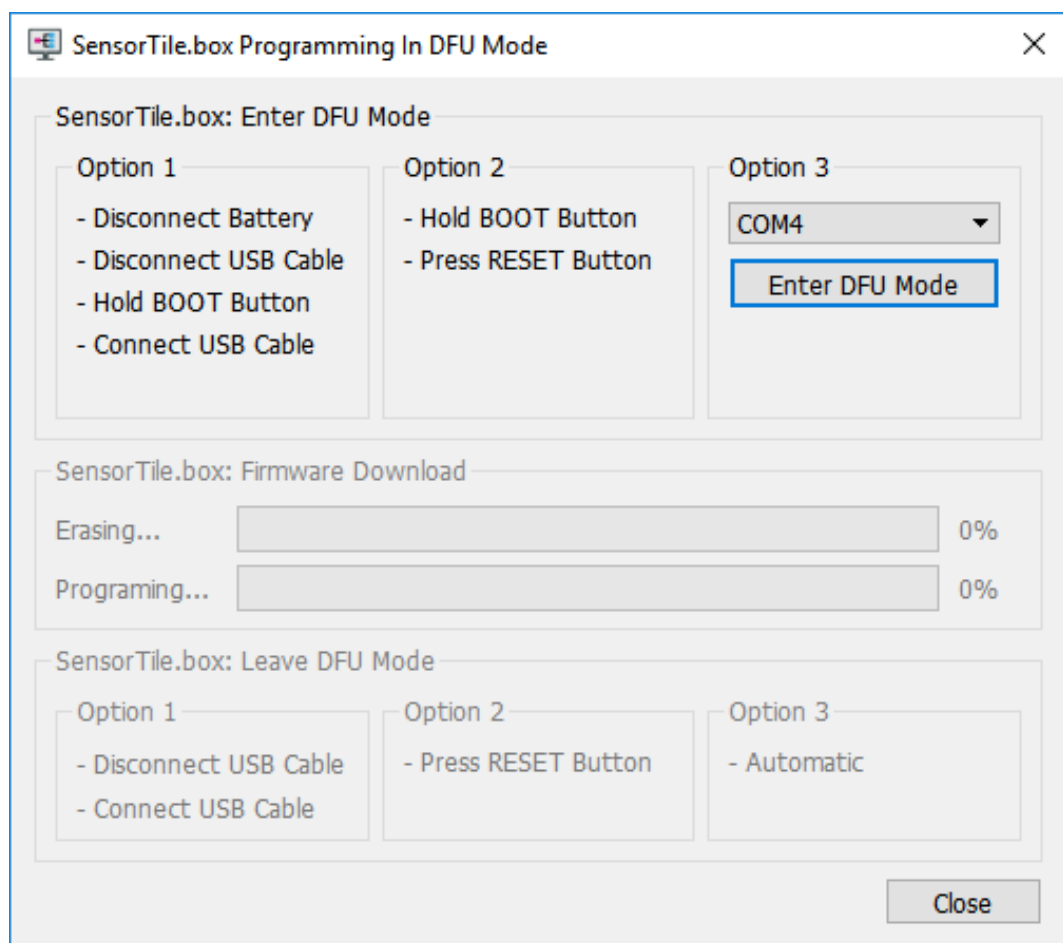 SensorTile.box Programming In DFU Mode
SensorTile.box: Enter DFU Mode
Option 1
- Disconnect Battery
- Disconnect USB Cable
- Hold BOOT Button
- Connect USB Cable
Option 2
- Hold BOOT Button
- Press RESET Button
Option 3
COM4
Enter DFU Mode
SensorTile.box: Firmware Download
Erasing... 0%
Programing... 0%
SensorTile.box: Leave DFU Mode
Option 1
- Disconnect USB Cable
- Connect USB Cable
Option 2
- Press RESET Button
Option 3
- Automatic
Close